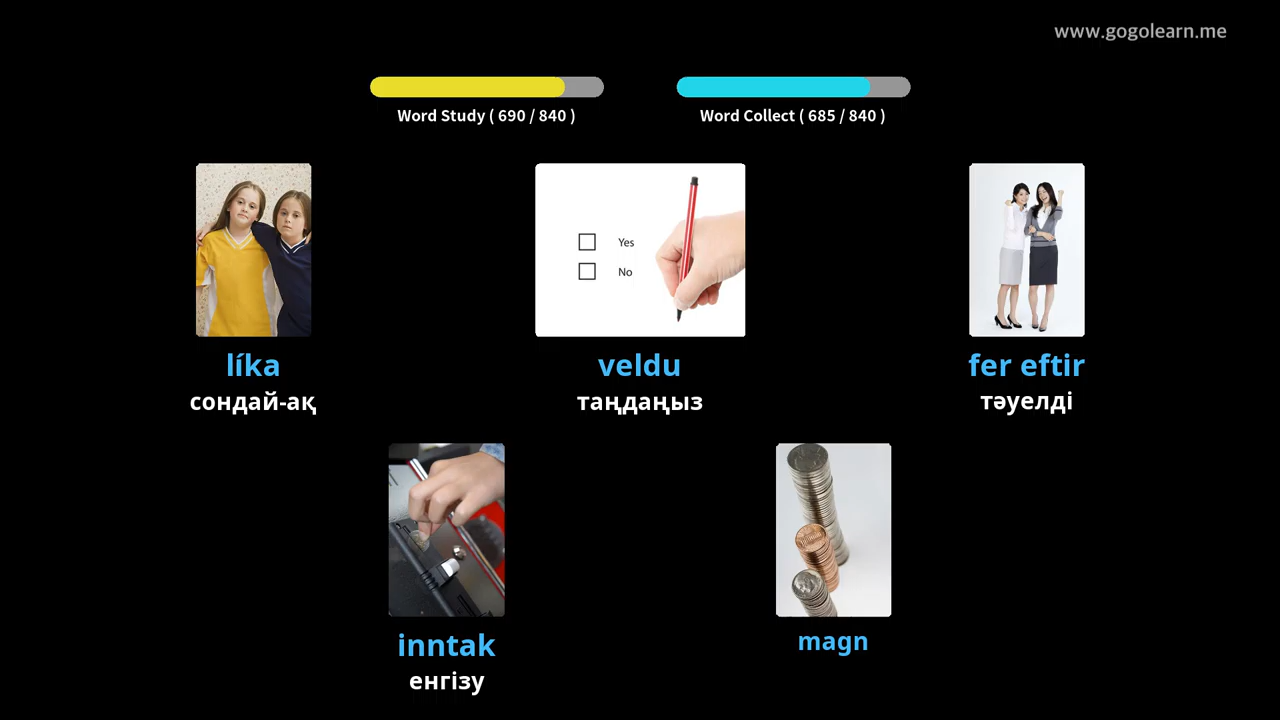 www.gogolearn.me
Word Study ( 690 / 840 )
Word Collect ( 685 / 840 )
Yes
No
líka
сондай-ақ
veldu
таңдаңыз
fer eftir
тәуелді
inntak
енгізу
magn